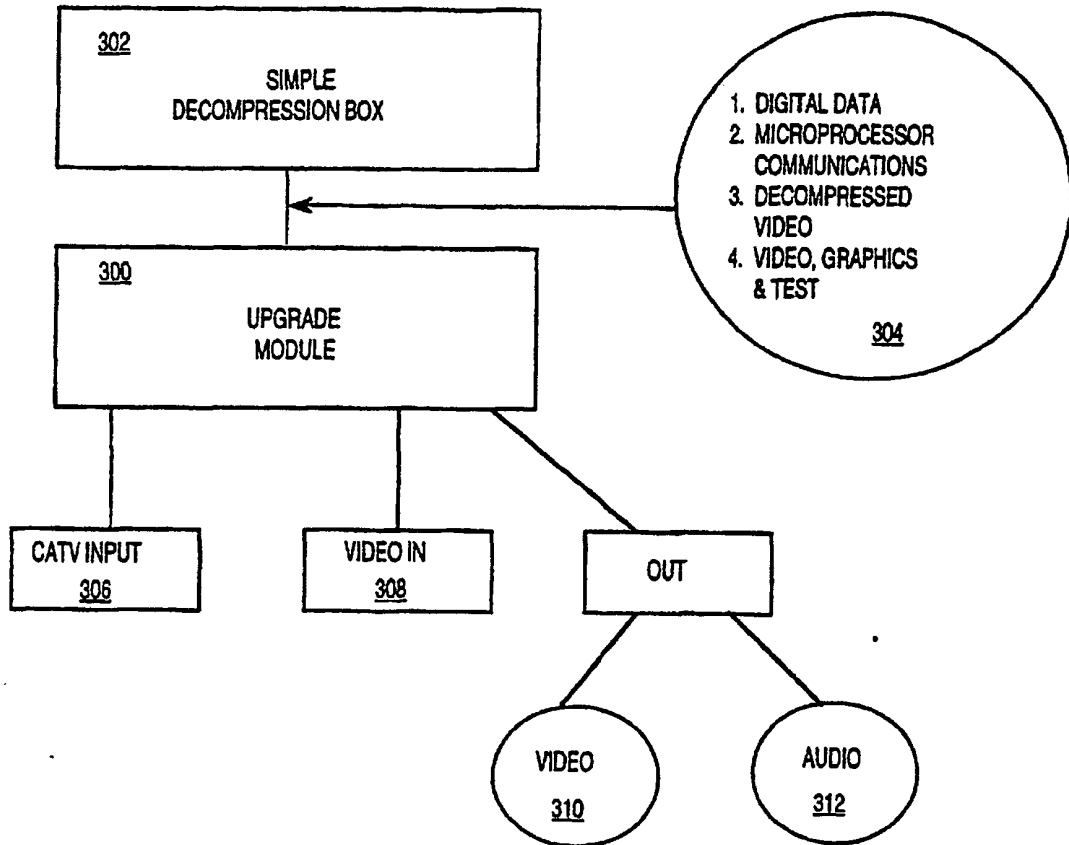 302
SIMPLE
DECOMPRESSION BOX
1. DIGITAL DATA
2. MICROPROCESSOR
COMMUNICATIONS
3. DECOMPRESSED
VIDEO
4. VIDEO, GRAPHICS
& TEST
304
300
UPGRADE
MODULE
CATV INPUT
306
VIDEO IN
308
OUT
VIDEO
310
AUDIO
312